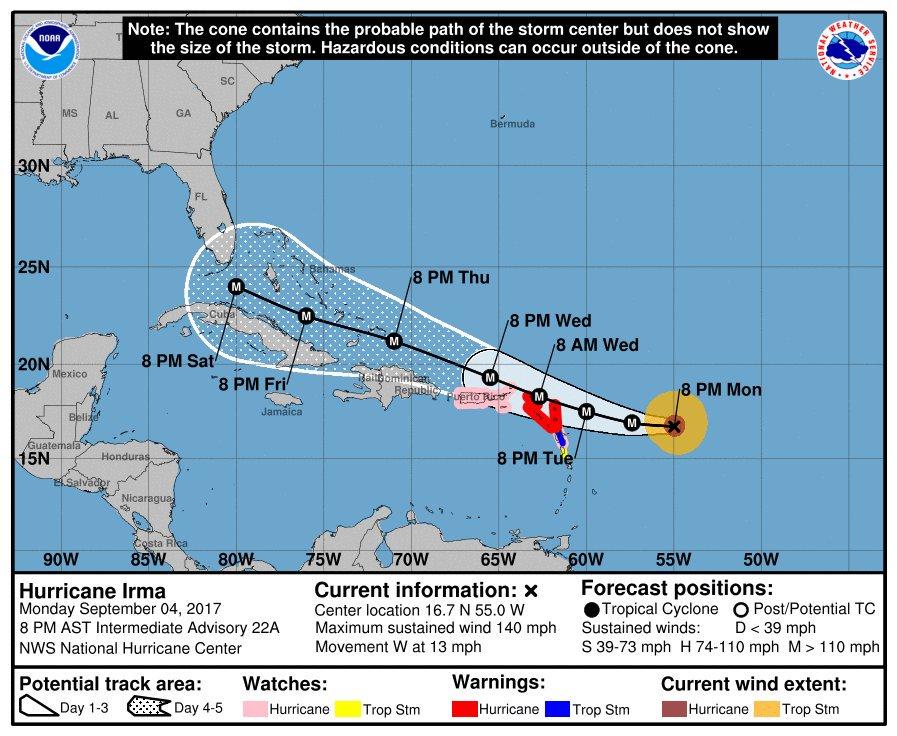 Note: The cone contains the probable path of the storm center but does not show
the size of the storm. Hazardous conditions can occur outside of the cone.
NOAA
NATIONAL WEATHER SERVICE
SC
MS
AL
GA
Bermuda
30N
FL
25N
Bahamas
8 PM Thu
M
M
Cuba
8 PM Wed
M
8 AM Wed
8 PM Sat
20N
M
Mexico
8 PM Fri
Haiti
Dominican
Republic
8 PM Mon
Puerto Rico
M
M
M
Jamaica
Belize
Guatemala
Honduras
8 PM Tue
15N
El Salvador
Nicaragua
Costa Rica
90W
85W
80W
75W
70W
65W
60W
55W
50W
Hurricane Irma
Monday September 04, 2017
8 PM AST Intermediate Advisory 22A
NWS National Hurricane Center
Current information: ×
Center location 16.7 N 55.0 W
Maximum sustained wind 140 mph
Movement W at 13 mph
Forecast positions:
Tropical Cyclone Post/Potential TC
Sustained winds: D < 39 mph
S 39-73 mph H 74-110 mph M > 110 mph
Potential track area:
Day 1-3 Day 4-5
Watches:
Hurricane Trop Stm
Warnings:
Hurricane Trop Stm
Current wind extent:
Hurricane Trop Stm